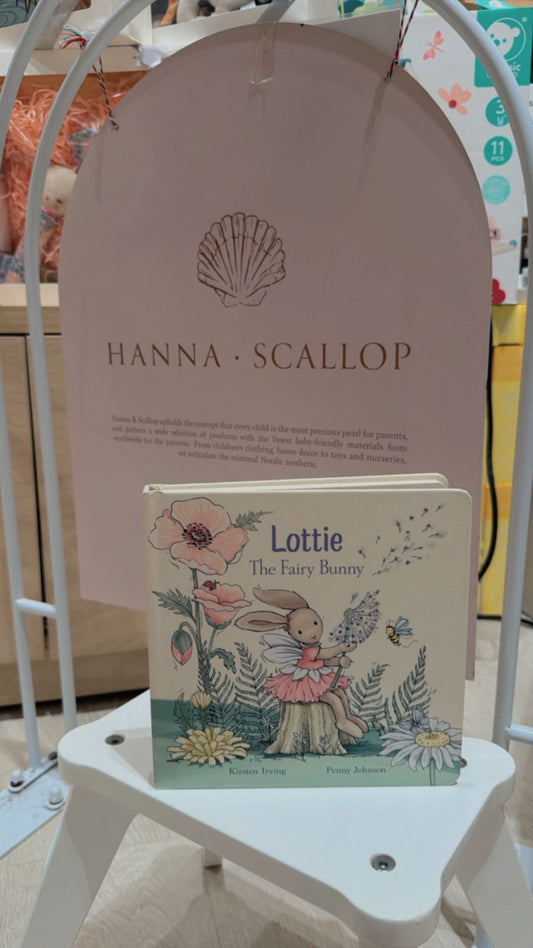 3
11
PCS
HANNA · SCALLOP
Hanna & Scallop upholds the concept that every child is the most precious pearl for parents,
and gathers a wide selection of products with the finest baby-friendly materials from
worldwide for the parents. From children's clothing, home decor to toys and nurseries,
we articulate the minimal Nordic aesthetic.
Lottie
The Fairy Bunny
Kirsten Irving Penny Johnson